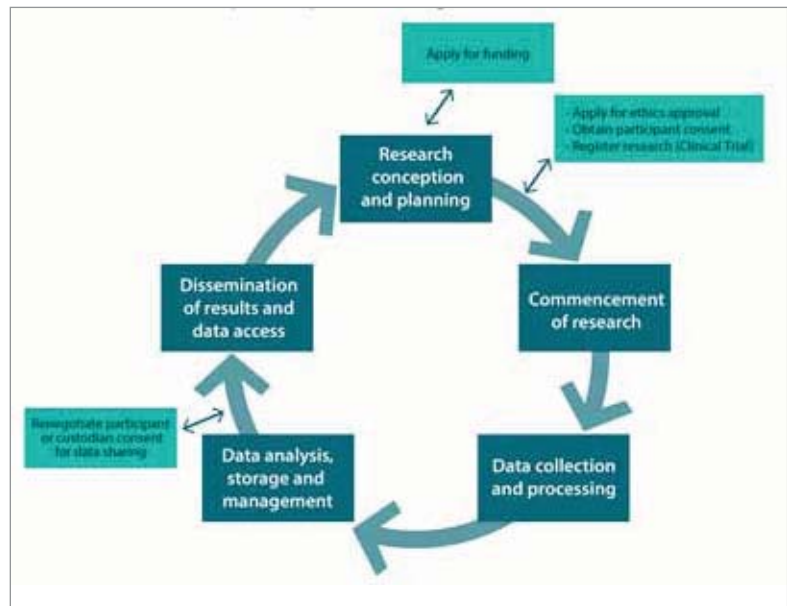 Apply for funding
- Apply for ethics approval
- Obtain participant consent
- Register research (Clinical Trial)
Research
conception
and planning
Commencement
of research
Data collection
and processing
Data analysis,
storage and
management
Renegotiate participant
or custodian consent
for data sharing
Dissemination
of results and
data access